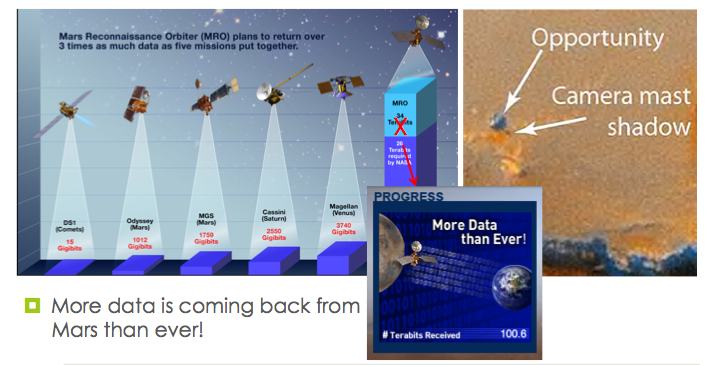 Mars Reconnaissance Orbiter (MRO) plans to return over
3 times as much data as five missions put together.
DS1
(Comets)
15
Gigibits
Odyssey
(Mars)
1012
Gigibits
MGS
(Mars)
1759
Gigibits
Cassini
(Saturn)
2550
Gigibits
Magellan
(Venus)
3740
Gigibits
MRO
34
Terabits
26
Terabits
required
by NASA
Opportunity
Camera mast
shadow
PROGRESS
More Data
than Ever!
# Terabits Received 100.6
More data is coming back from
Mars than ever!